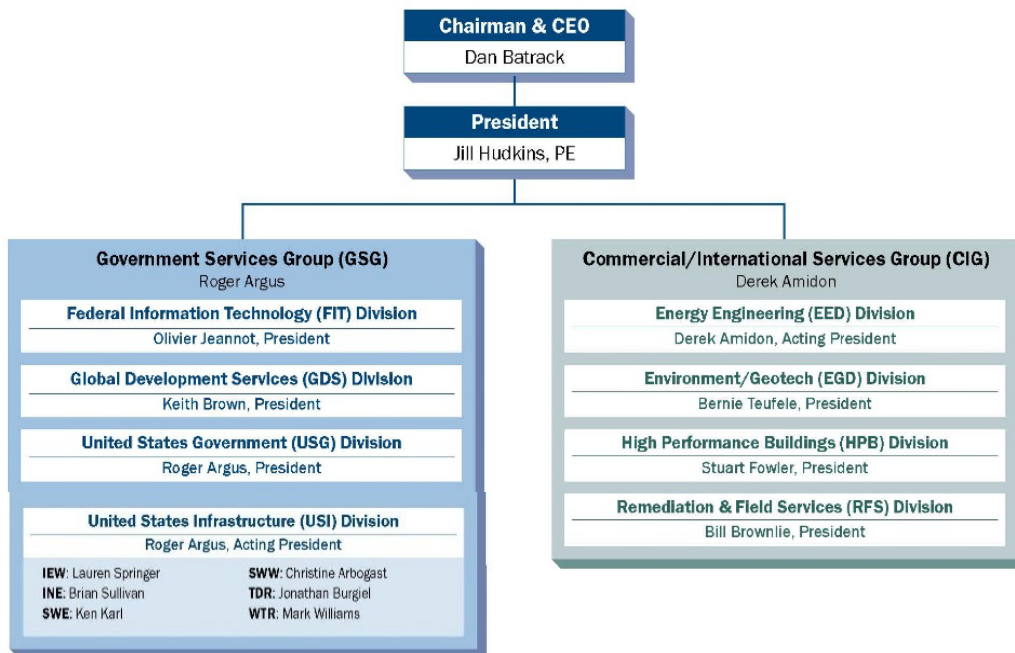 Chairman & CEO
Dan Batrack
President
Jill Hudkins, PE
Government Services Group (GSG)
Roger Argus
Federal Information Technology (FIT) Division
Olivier Jeannot, President
Global Development Services (GDS) Division
Keith Brown, President
United States Government (USG) Division
Roger Argus, President
United States Infrastructure (USI) Division
Roger Argus, Acting President
IEW: Lauren Springer
INE: Brian Sullivan
SWE: Ken Karl
SWW: Christine Arbogast
TDR: Jonathan Burgiel
WTR: Mark Williams
Commercial/International Services Group (CIG)
Derek Amidon
Energy Engineering (EED) Division
Derek Amidon, Acting President
Environment/Geotech (EGD) Division
Bernie Teufele, President
High Performance Buildings (HPB) Division
Stuart Fowler, President
Remediation & Field Services (RFS) Division
Bill Brownlie, President